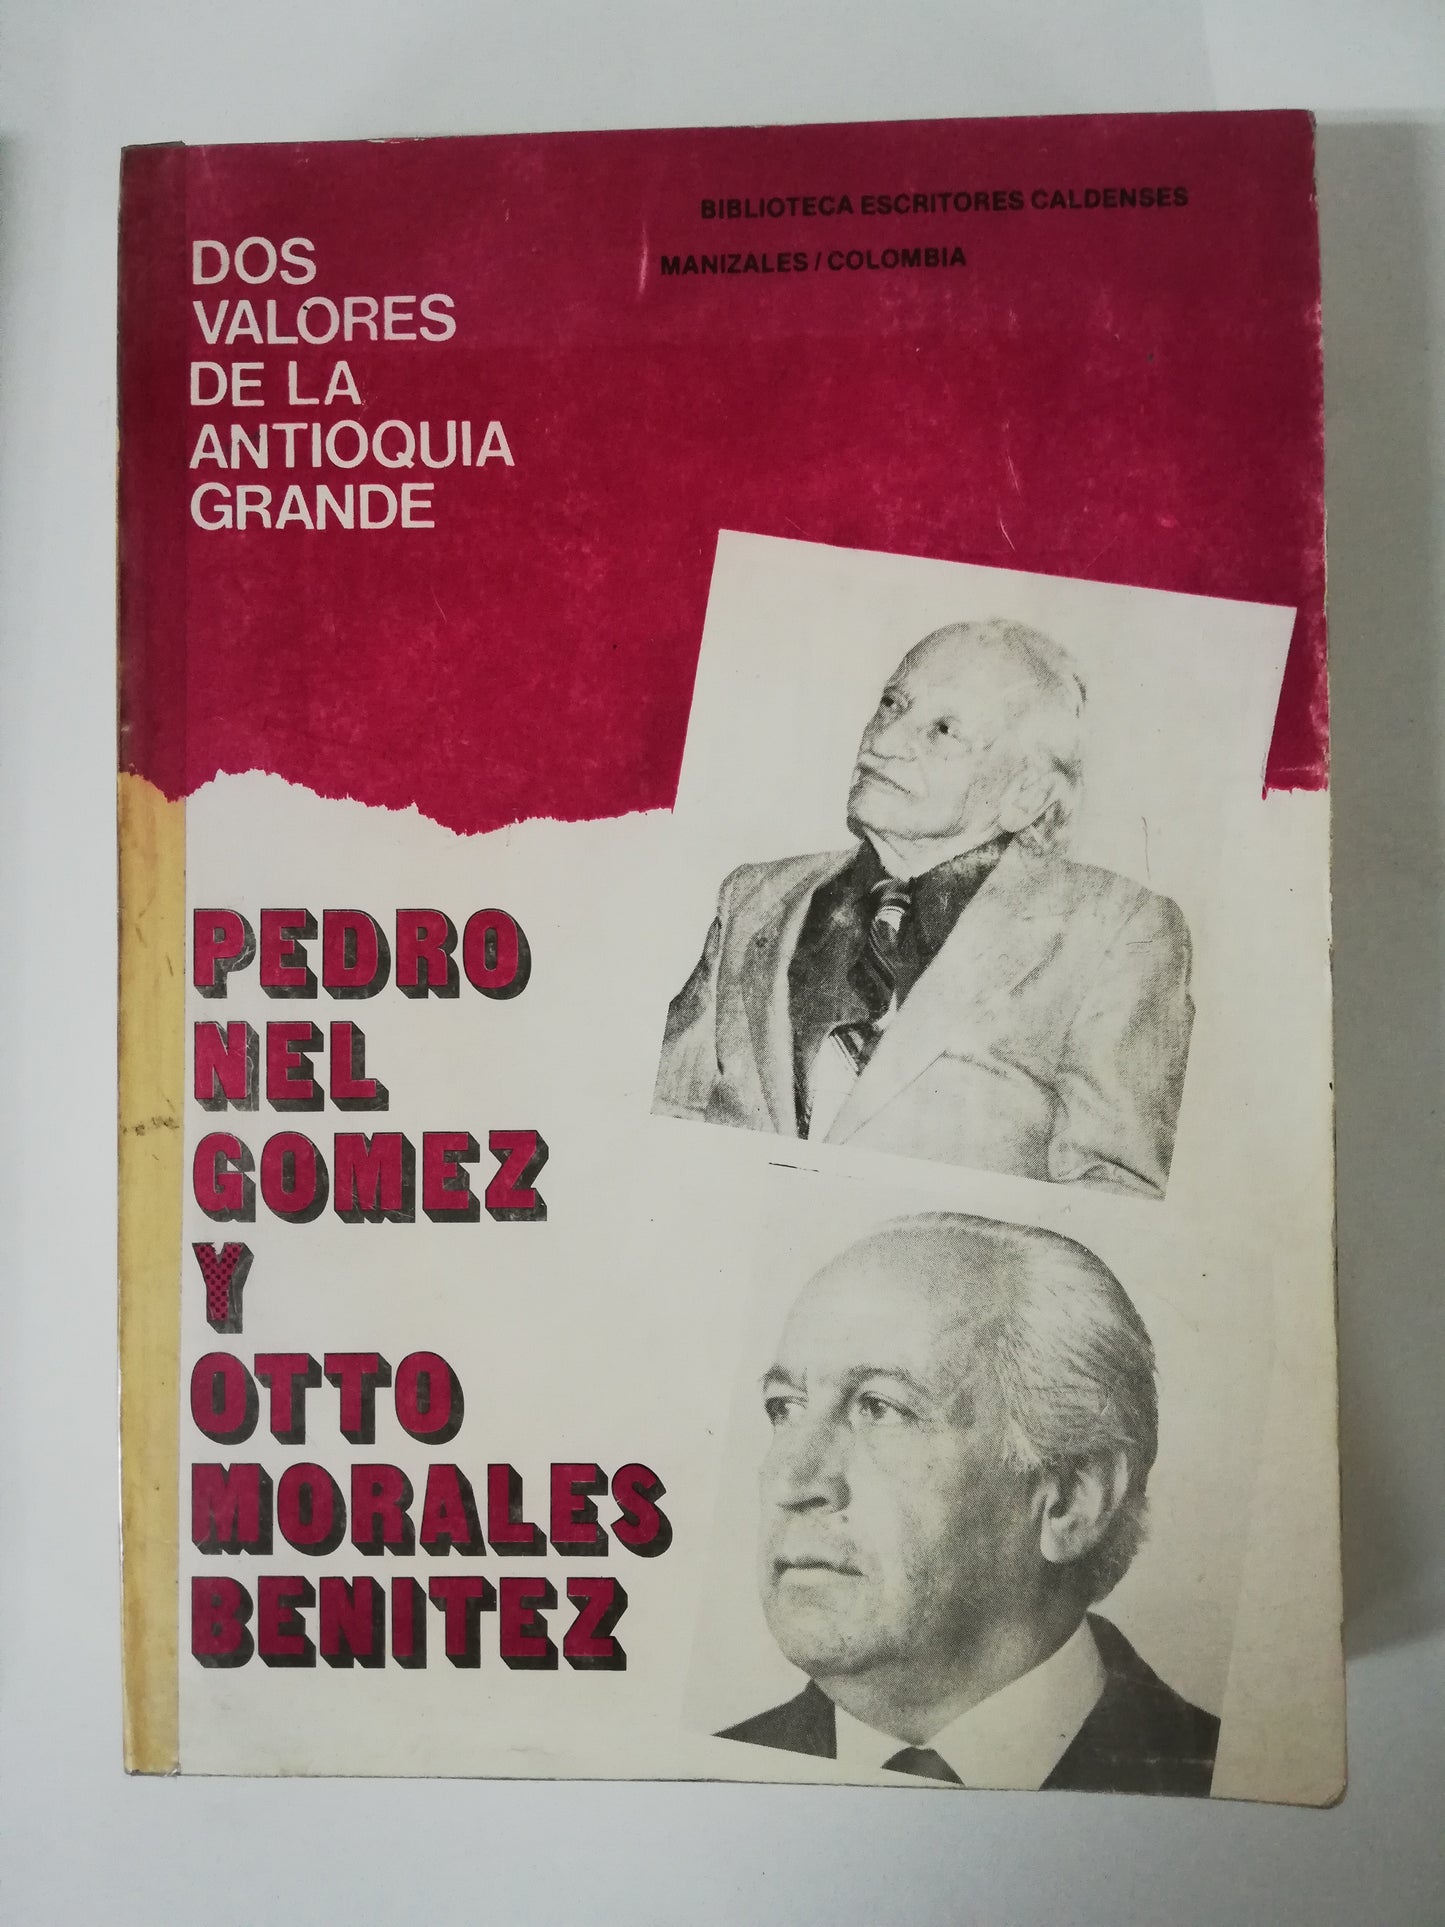 BIBLIOTECA ESCRITORES CALDENSES
MANIZALES / COLOMBIA
DOS
VALORES
DE LA
ANTIOQUIA
GRANDE
PEDRO
NEL
GOMEZ
Y
OTTO
MORALES
BENITEZ